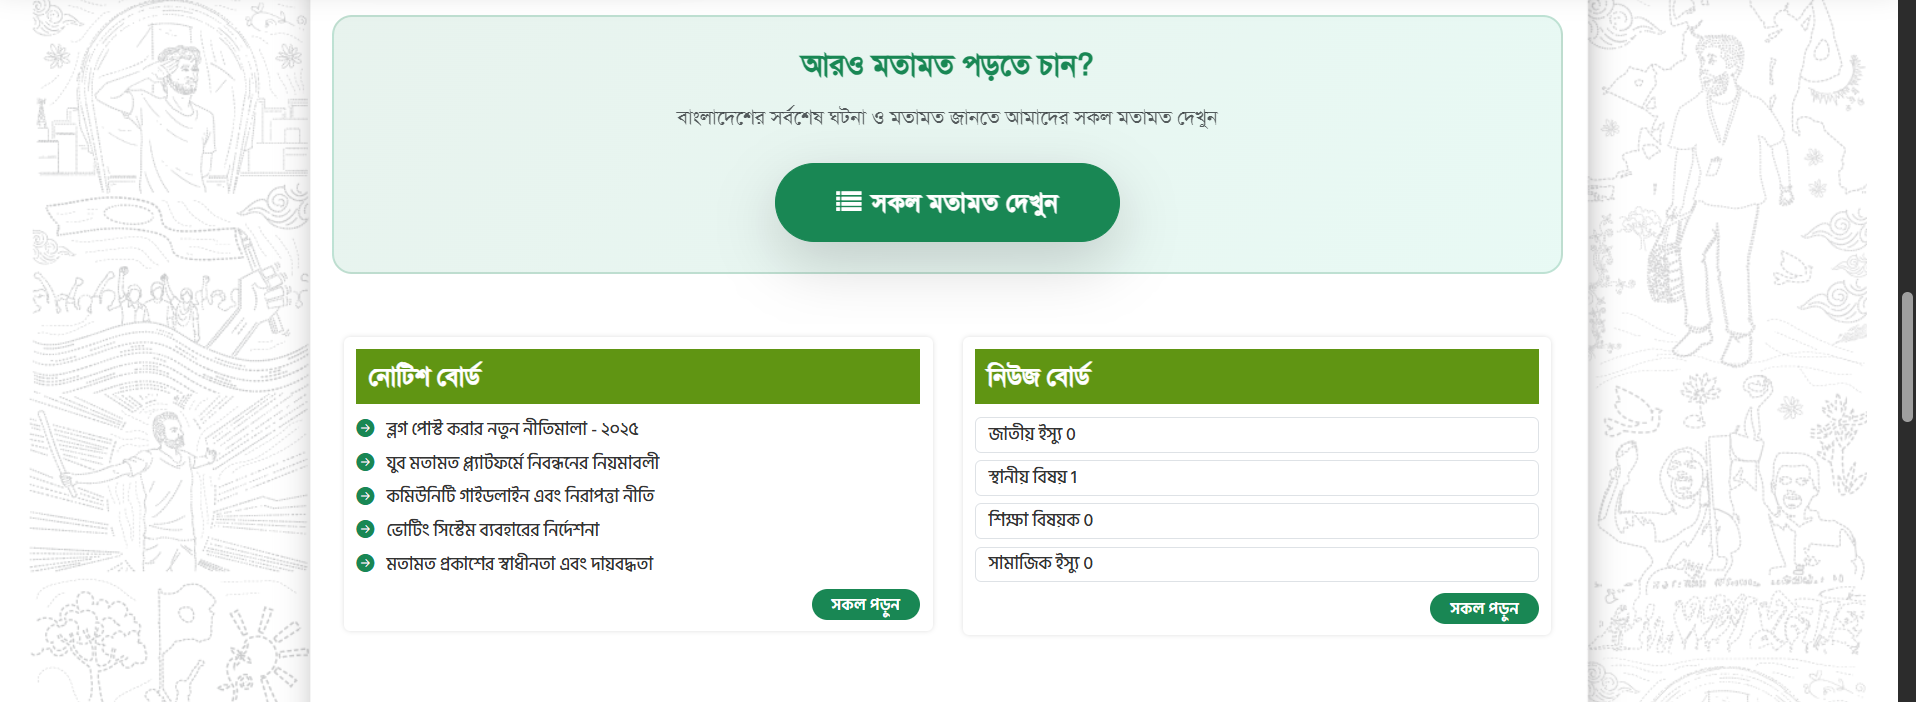 আরও মতামত পড়তে চান?
বাংলাদেশের সর্বশেষ ঘটনা ও মতামত জানতে আমাদের সকল মতামত দেখুন
সকল মতামত দেখুন
নোটিশ বোর্ড
ব্লগ পোস্ট করার নতুন নীতিমালা - ২০২৫
যুব মতামত প্ল্যাটফর্মে নিবন্ধনের নিয়মাবলী
কমিউনিটি গাইডলাইন এবং নিরাপত্তা নীতি
ভোটিং সিস্টেম ব্যবহারের নির্দেশনা
মতামত প্রকাশের স্বাধীনতা এবং দায়বদ্ধতা
সকল পড়ুন
নিউজ বোর্ড
জাতীয় ইস্যু 0
স্থানীয় বিষয় 1
শিক্ষা বিষয়ক 0
সামাজিক ইস্যু 0
সকল পড়ুন